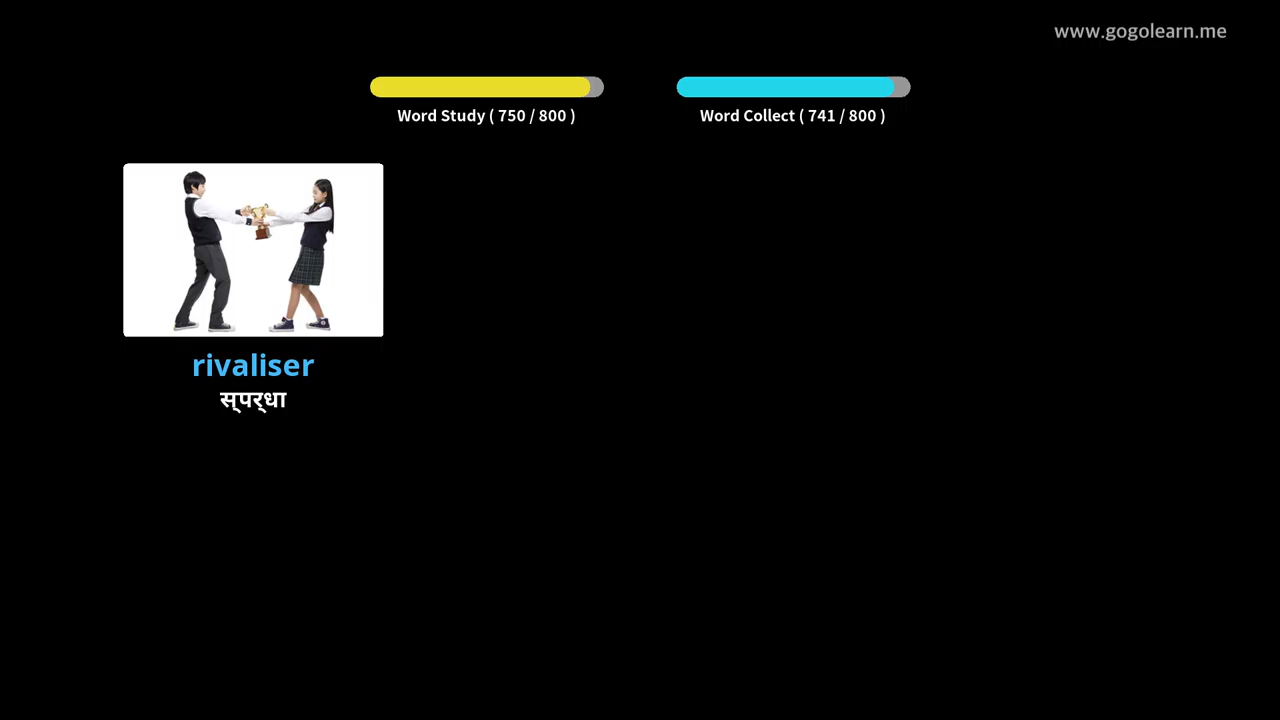 www.gogolearn.me
Word Study ( 750 / 800 )
Word Collect ( 741 / 800 )
rivaliser
स्पर्धा